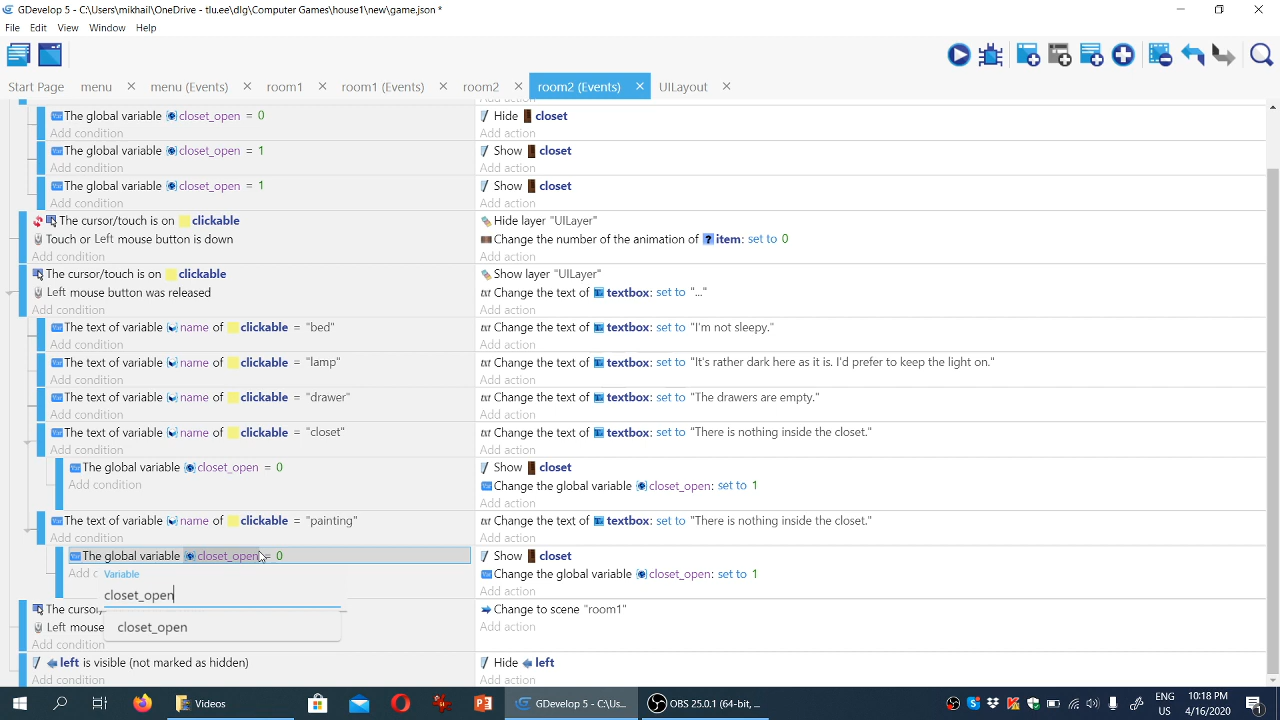 GDevelop 5 - C:\Users\mikhail\OneDrive - tlu.ee\dlg\Computer Games\house1\new\game.json *
File Edit View Window Help
Start Page menu × menu (Events) × room1 × room1 (Events) × room2 × room2 (Events) × UILayout ×
Add action
The global variable closet_open = 0 Hide closet
Add condition Add action
The global variable closet_open = 1 Show closet
Add condition Add action
The global variable closet_open = 1 Show closet
Add condition Add action
The cursor/touch is on clickable Hide layer "UILayer"
Touch or Left mouse button is down Change the number of the animation of item: set to 0
Add condition Add action
The cursor/touch is on clickable Show layer "UILayer"
Left mouse button was released txt Change the text of textbox: set to "..."
Add condition Add action
The text of variable name of clickable = "bed" txt Change the text of textbox: set to "I'm not sleepy."
Add condition Add action
The text of variable name of clickable = "lamp" txt Change the text of textbox: set to "It's rather dark here as it is. I'd prefer to keep the light on."
Add condition Add action
The text of variable name of clickable = "drawer" txt Change the text of textbox: set to "The drawers are empty."
Add condition Add action
The text of variable name of clickable = "closet" txt Change the text of textbox: set to "There is nothing inside the closet."
Add condition Add action
The global variable closet_open = 0 Show closet
Add condition Change the global variable closet_open: set to 1
Add action
The text of variable name of clickable = "painting" txt Change the text of textbox: set to "There is nothing inside the closet."
Add condition Add action
The global variable closet_open = 0 Show closet
Add c Variable Change the global variable closet_open: set to 1
closet_open Add action
The cursor Change to scene "room1"
Left mouse closet_open Add action
Add condition
left is visible (not marked as hidden) Hide left
Add condition Add action
Videos GDevelop 5 - C:\Us... OBS 25.0.1 (64-bit, ... ENG US 10:18 PM 4/16/2020